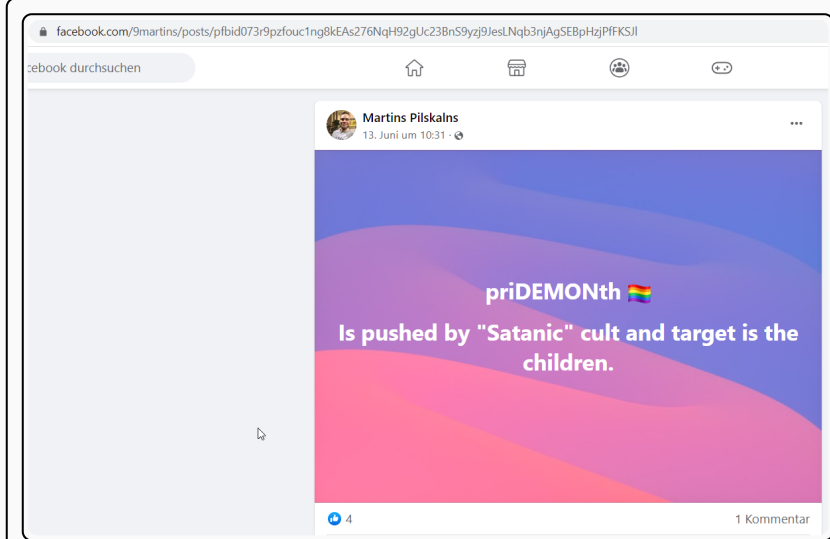 facebook.com/9martins/posts/pfbid073r9pzfouc1ng8kEAs276NqH92gUc23BnS9yzj9JesLNqb3njAgSEBpHzjPfFKSJl
cebook durchsuchen
Martins Pilskalns
13. Juni um 10:31 ·
priDEMONth 🏳️‍🌈
Is pushed by "Satanic" cult and target is the
children.
4
1 Kommentar